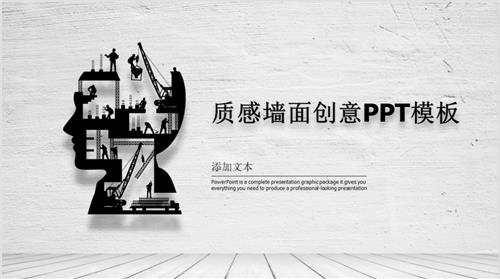 质感墙面创意PPT模板
添加文本
PowerPoint is a complete presentation graphic package it gives you
everything you need to produce a professional-looking presentation